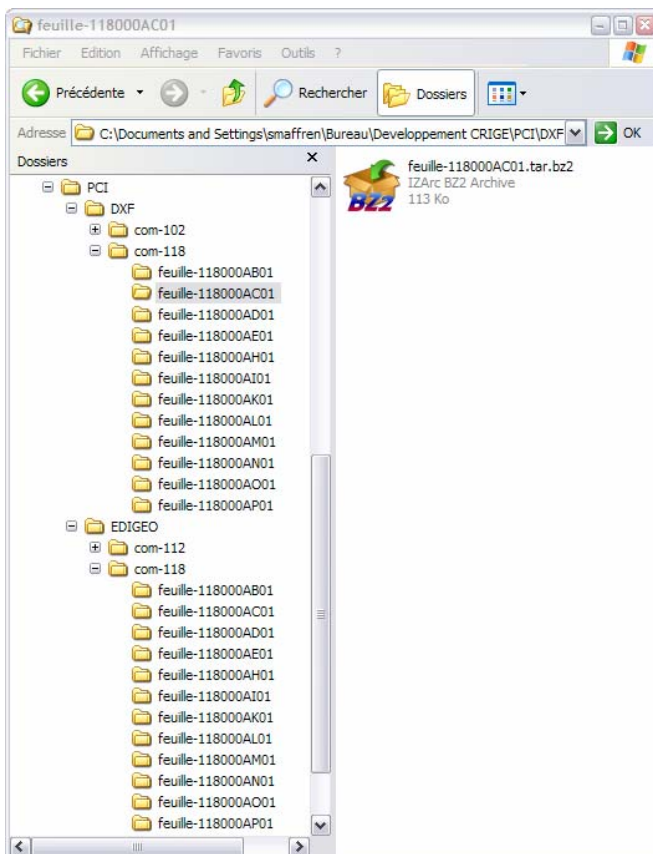 feuille-118000AC01
Fichier Edition Affichage Favoris Outils ?
Précédente Rechercher Dossiers
Adresse C:\Documents and Settings\smaffren\Bureau\Developpement CRIGE\PCI\DXF OK
Dossiers
PCI
DXF
com-102
com-118
feuille-118000AB01
feuille-118000AC01
feuille-118000AD01
feuille-118000AE01
feuille-118000AH01
feuille-118000AI01
feuille-118000AK01
feuille-118000AL01
feuille-118000AM01
feuille-118000AN01
feuille-118000AO01
feuille-118000AP01
EDIGEO
com-112
com-118
feuille-118000AB01
feuille-118000AC01
feuille-118000AD01
feuille-118000AE01
feuille-118000AH01
feuille-118000AI01
feuille-118000AK01
feuille-118000AL01
feuille-118000AM01
feuille-118000AN01
feuille-118000AO01
feuille-118000AP01
feuille-118000AC01.tar.bz2
IZArc BZ2 Archive
113 Ko
BZ2